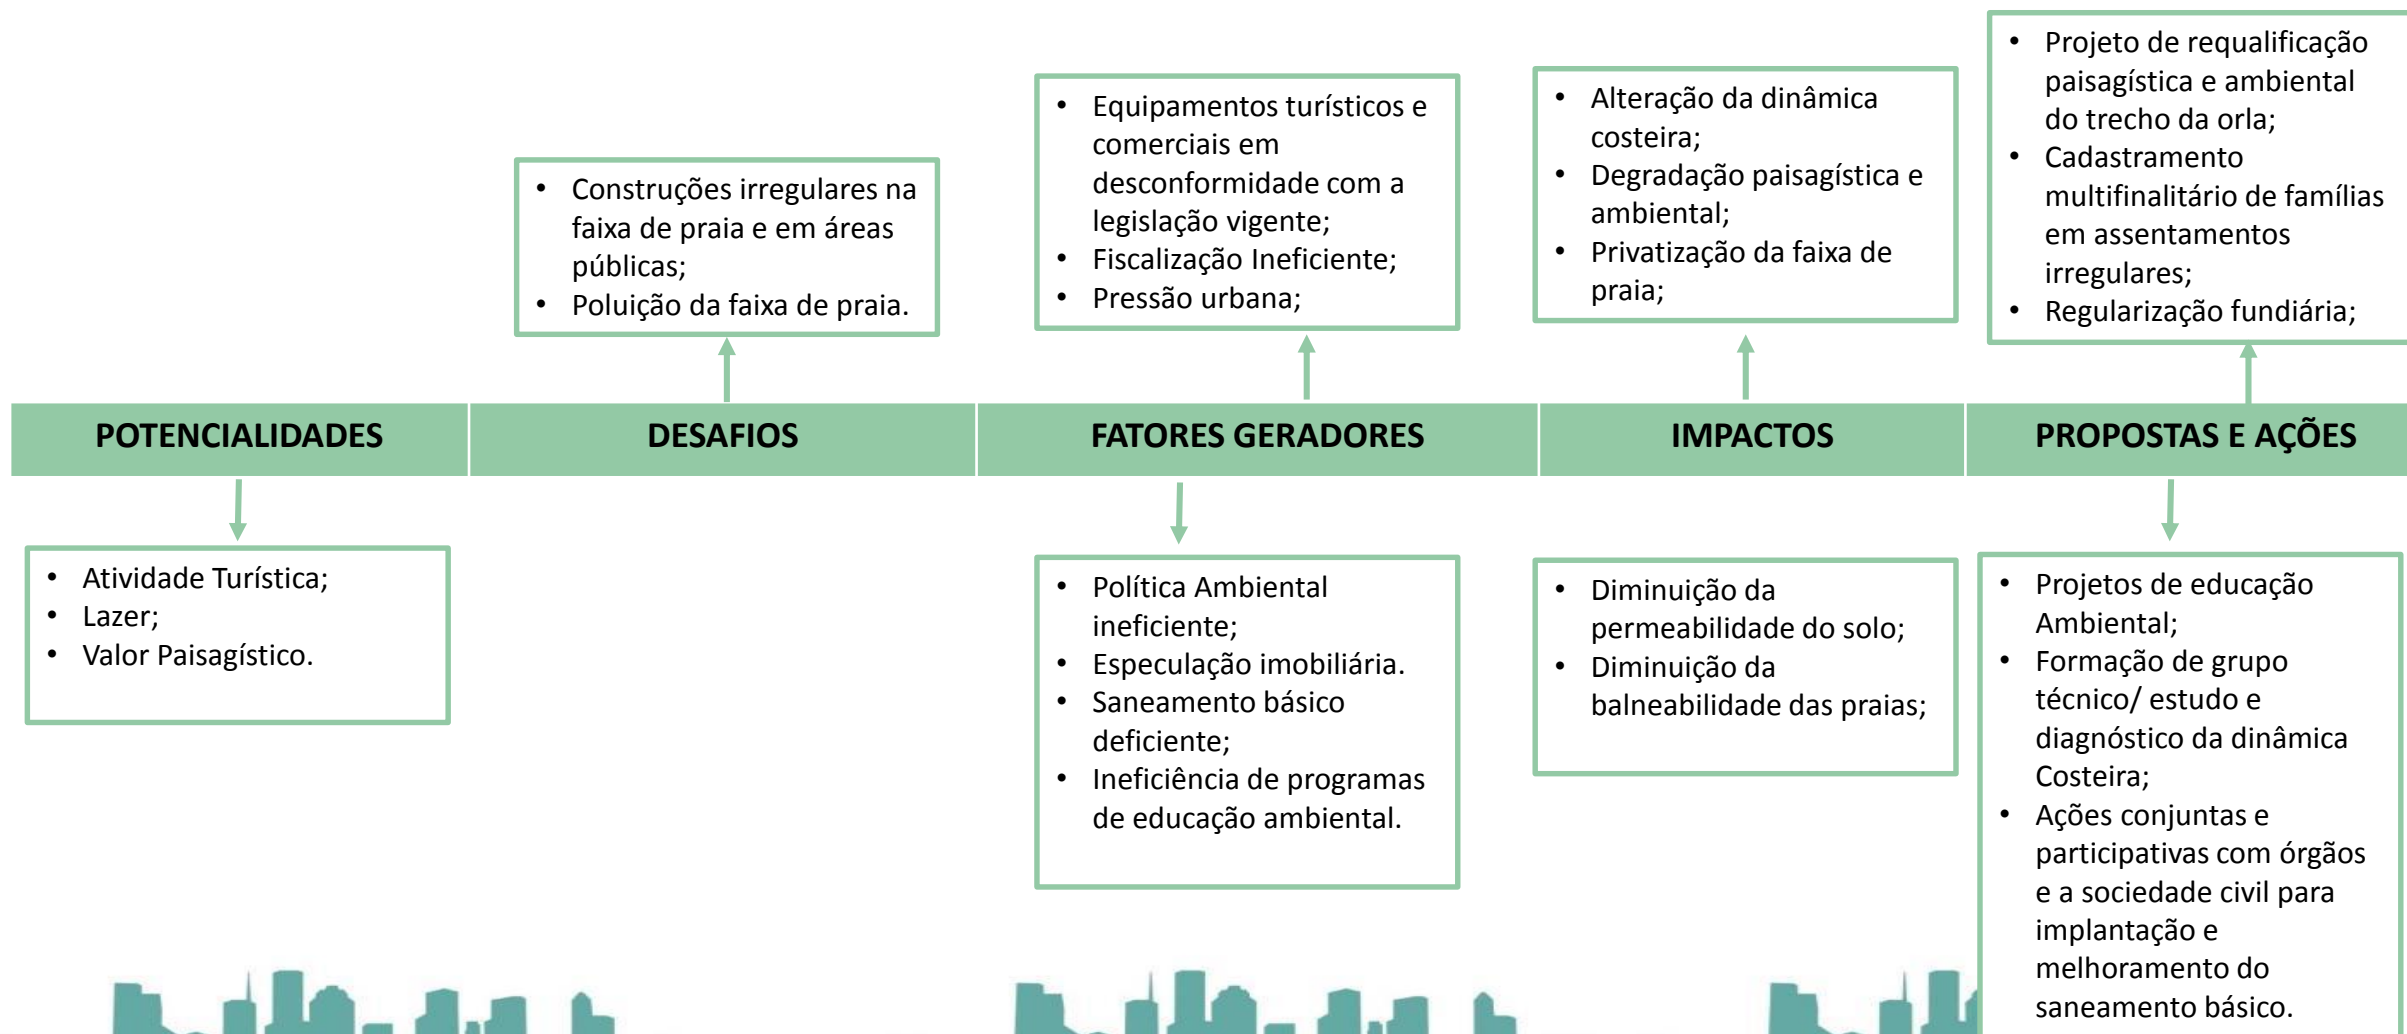 • Construções irregulares na
faixa de praia e em áreas
públicas;
• Poluição da faixa de praia.
• Equipamentos turísticos e
comerciais em
desconformidade com a
legislação vigente;
• Fiscalização Ineficiente;
• Pressão urbana;
• Alteração da dinâmica
costeira;
• Degradação paisagística e
ambiental;
• Privatização da faixa de
praia;
• Projeto de requalificação
paisagística e ambiental
do trecho da orla;
• Cadastramento
multifinalitário de famílias
em assentamentos
irregulares;
• Regularização fundiária;
POTENCIALIDADES
DESAFIOS
FATORES GERADORES
IMPACTOS
PROPOSTAS E AÇÕES
• Atividade Turística;
• Lazer;
• Valor Paisagístico.
• Política Ambiental
ineficiente;
• Especulação imobiliária.
• Saneamento básico
deficiente;
• Ineficiência de programas
de educação ambiental.
• Diminuição da
permeabilidade do solo;
• Diminuição da
balneabilidade das praias;
• Projetos de educação
Ambiental;
• Formação de grupo
técnico/ estudo e
diagnóstico da dinâmica
Costeira;
• Ações conjuntas e
participativas com órgãos
e a sociedade civil para
implantação e
melhoramento do
saneamento básico.